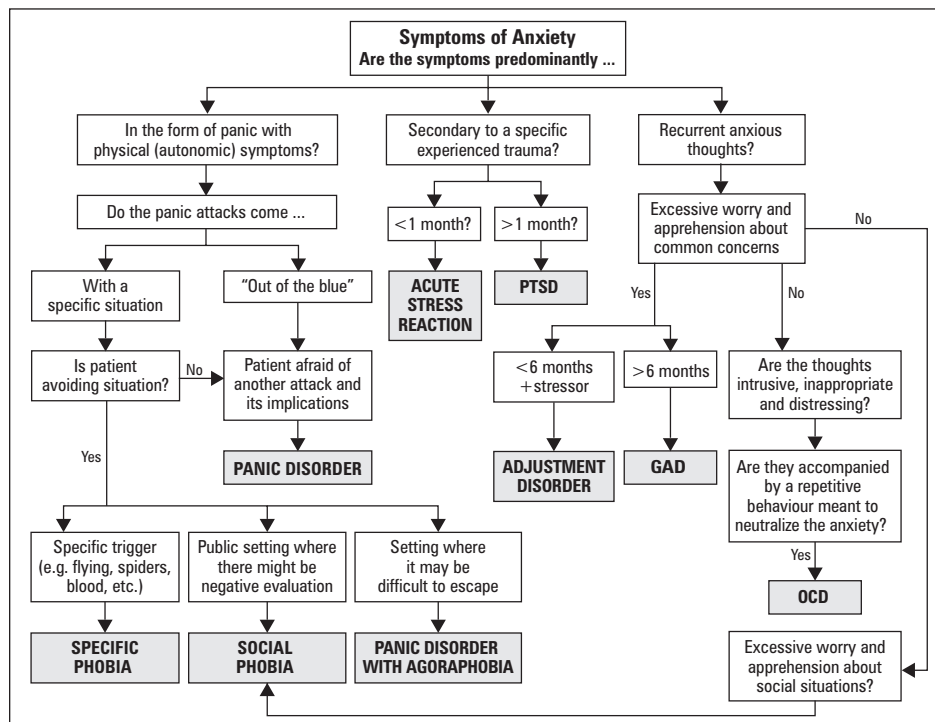 Symptoms of Anxiety
Are the symptoms predominantly ...
In the form of panic with
physical (autonomic) symptoms?
Secondary to a specific
experienced trauma?
Recurrent anxious
thoughts?
Do the panic attacks come ...
<1 month?
>1 month?
Excessive worry and
apprehension about
common concerns
No
With a
specific situation
"Out of the blue"
ACUTE
STRESS
REACTION
PTSD
Yes
No
Is patient
avoiding situation?
No
Patient afraid of
another attack and
its implications
<6 months
+stressor
>6 months
Are the thoughts
intrusive, inappropriate
and distressing?
Yes
PANIC DISORDER
ADJUSTMENT
DISORDER
GAD
Are they accompanied
by a repetitive
behaviour meant to
neutralize the anxiety?
Specific trigger
(e.g. flying, spiders,
blood, etc.)
Public setting where
there might be
negative evaluation
Setting where
it may be
difficult to escape
Yes
OCD
SPECIFIC
PHOBIA
SOCIAL
PHOBIA
PANIC DISORDER
WITH AGORAPHOBIA
Excessive worry and
apprehension about
social situations?